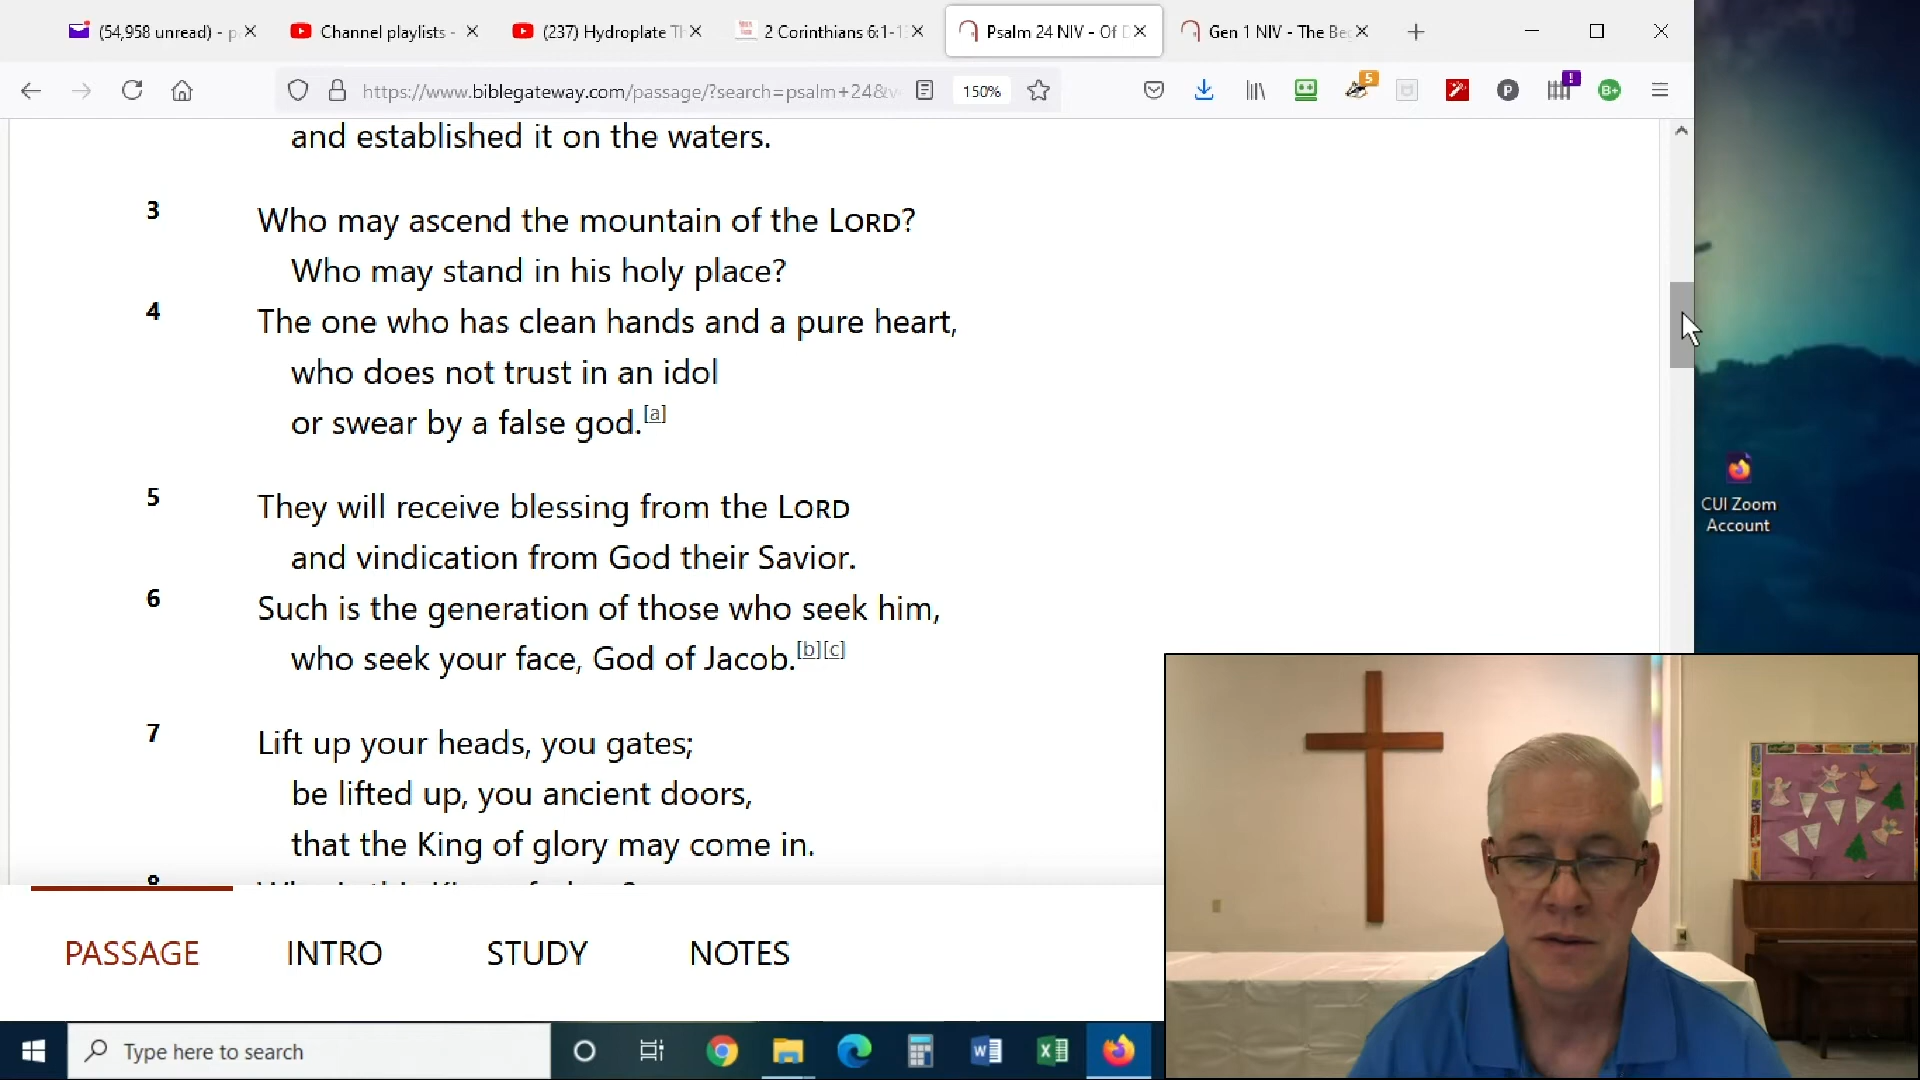 (54,958 unread) - p
Channel playlists -
(237) Hydroplate Th
2 Corinthians 6:1-1
Psalm 24 NIV - Of D
Gen 1 NIV - The Beg
https://www.biblegateway.com/passage/?search=psalm+24&v
150%
5
!
P
B+
and established it on the waters.
3 Who may ascend the mountain of the LORD?
Who may stand in his holy place?
4 The one who has clean hands and a pure heart,
who does not trust in an idol
or swear by a false god.[a]
5 They will receive blessing from the LORD
and vindication from God their Savior.
6 Such is the generation of those who seek him,
who seek your face, God of Jacob.[b][c]
7 Lift up your heads, you gates;
be lifted up, you ancient doors,
that the King of glory may come in.
8
CUI Zoom
Account
PASSAGE INTRO STUDY NOTES
Type here to search